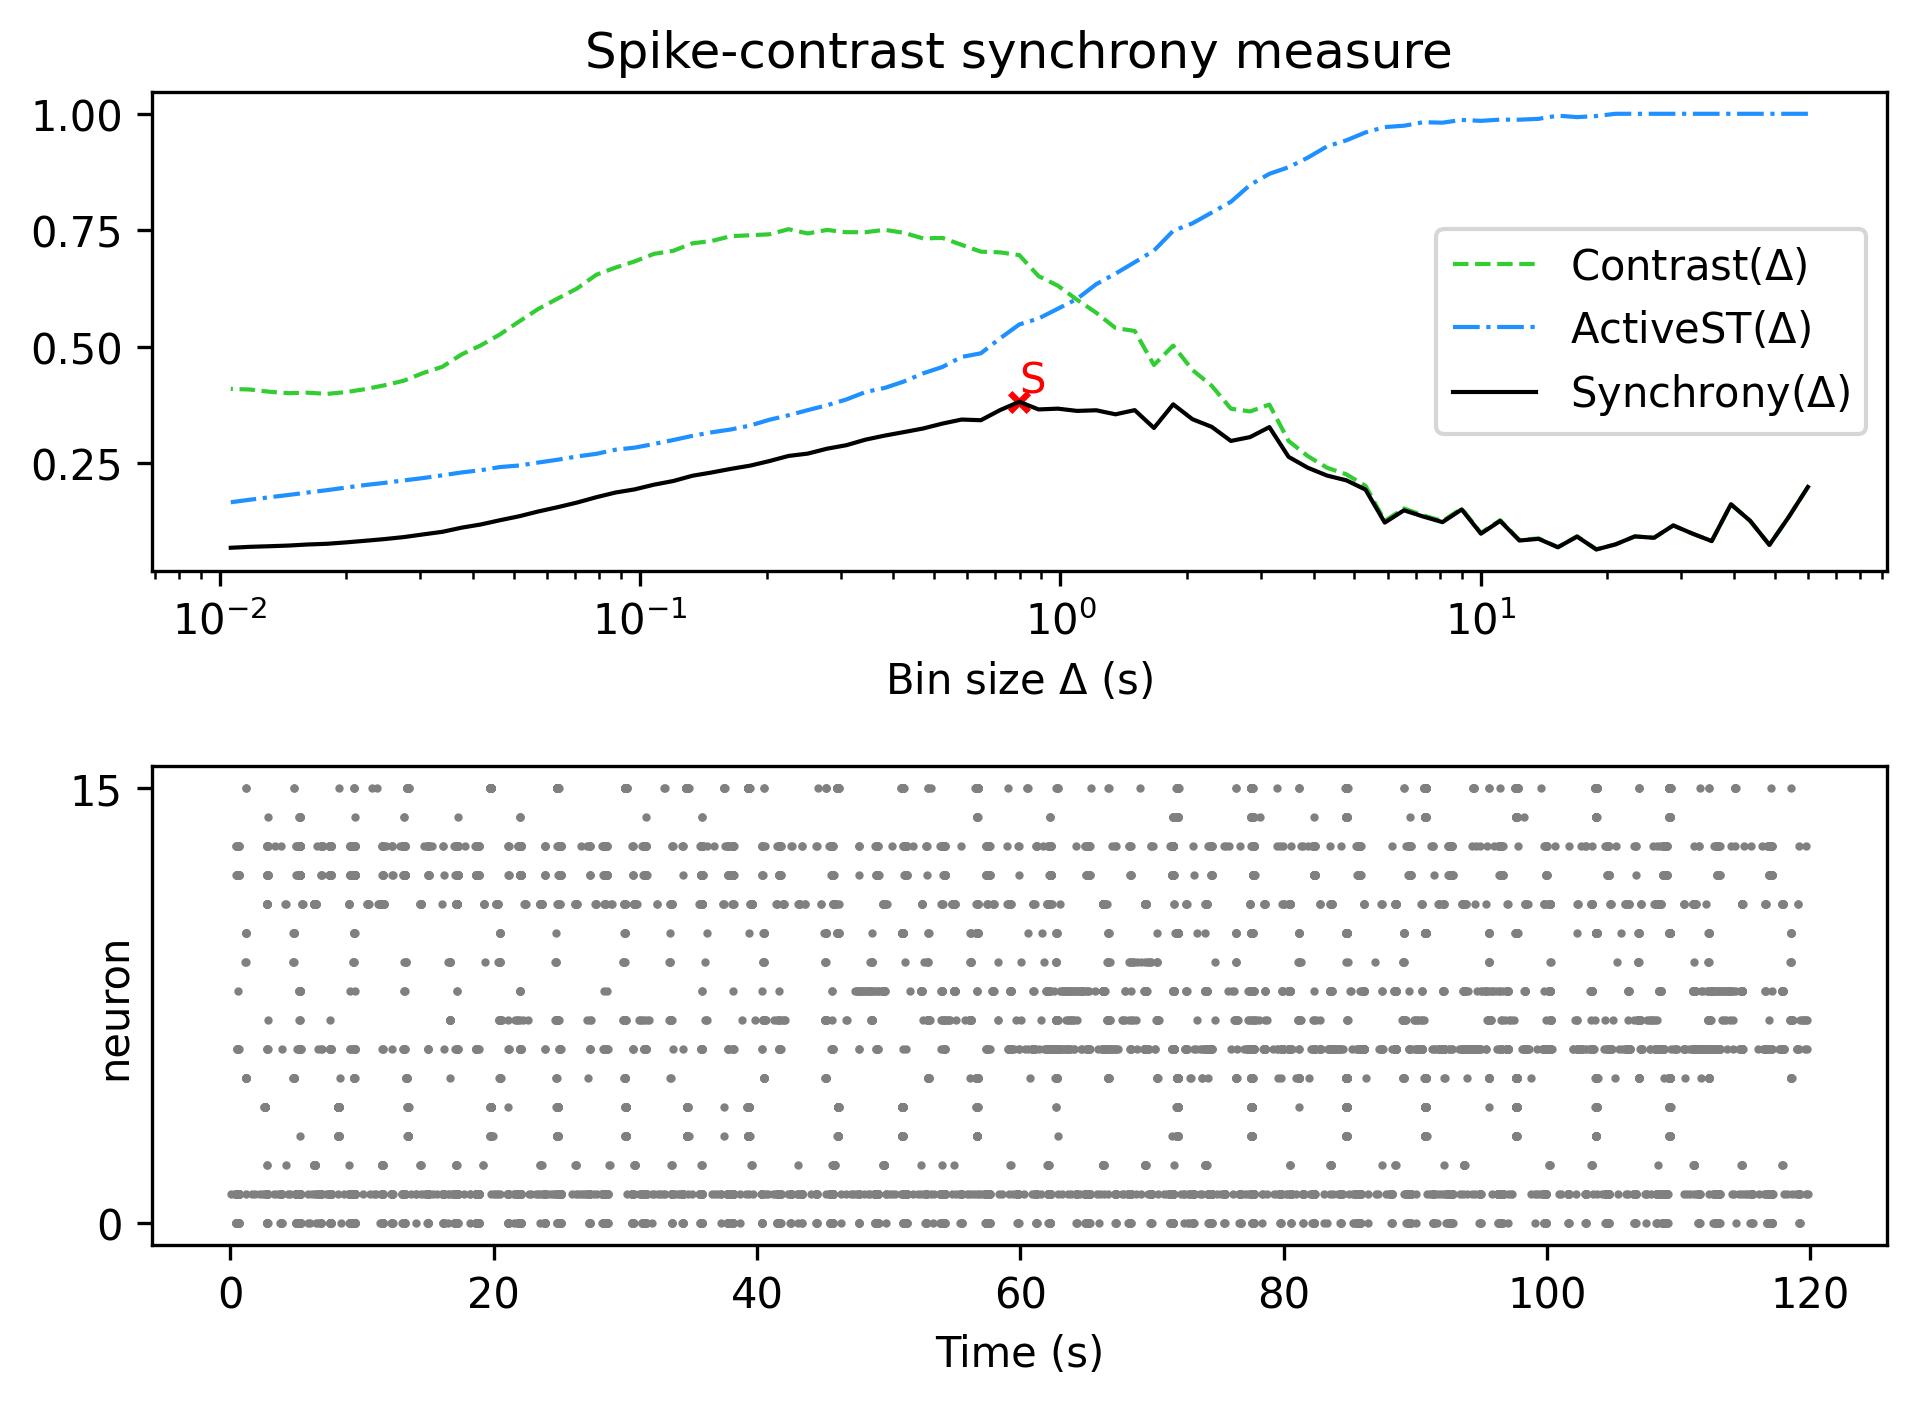 Spike-contrast synchrony measure
1.00
0.75
0.50
0.25
S
Contrast(Δ)
ActiveST(Δ)
Synchrony(Δ)
10⁻² 10⁻¹ 10⁰ 10¹
Bin size Δ (s)
15
0
neuron
0 20 40 60 80 100 120
Time (s)